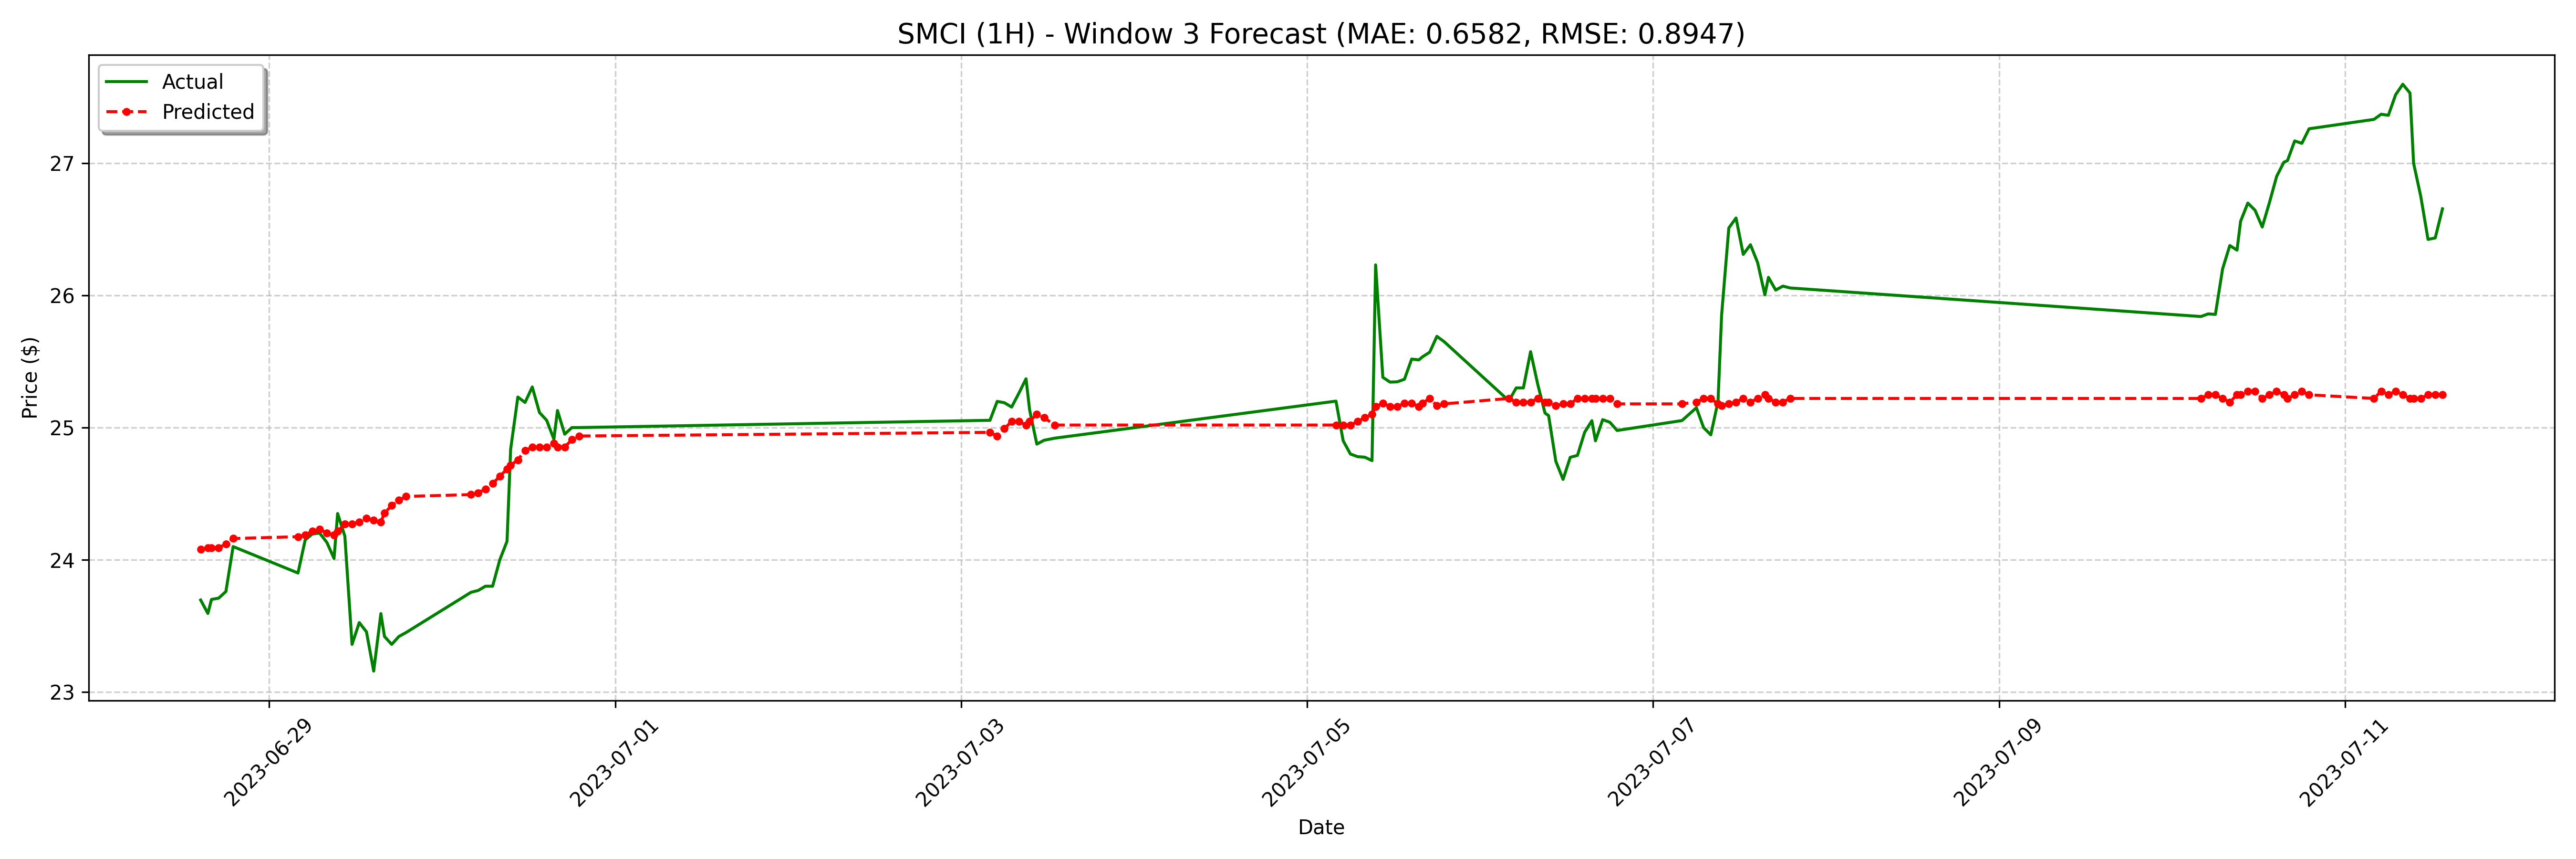 SMCI (1H) - Window 3 Forecast (MAE: 0.6582, RMSE: 0.8947)
Actual
Predicted
Price ($)
27
26
25
24
23
2023-06-29
2023-07-01
2023-07-03
2023-07-05
2023-07-07
2023-07-09
2023-07-11
Date